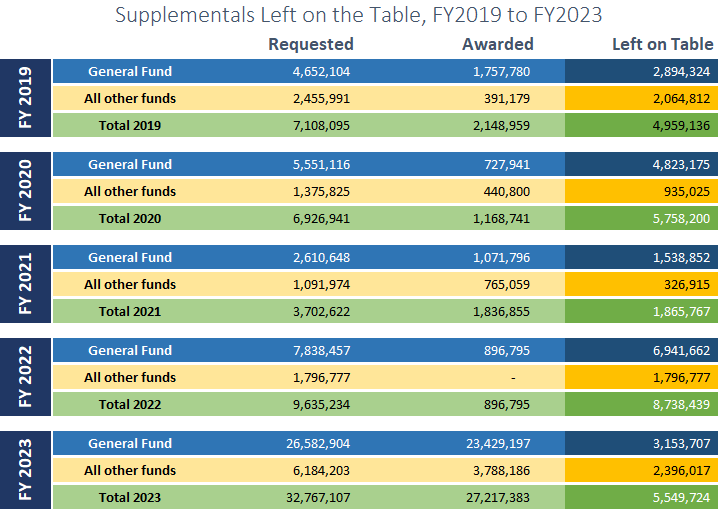 Supplementals Left on the Table, FY2019 to FY2023
Requested Awarded Left on Table
FY 2019
General Fund 4,652,104 1,757,780 2,894,324
All other funds 2,455,991 391,179 2,064,812
Total 2019 7,108,095 2,148,959 4,959,136
FY 2020
General Fund 5,551,116 727,941 4,823,175
All other funds 1,375,825 440,800 935,025
Total 2020 6,926,941 1,168,741 5,758,200
FY 2021
General Fund 2,610,648 1,071,796 1,538,852
All other funds 1,091,974 765,059 326,915
Total 2021 3,702,622 1,836,855 1,865,767
FY 2022
General Fund 7,838,457 896,795 6,941,662
All other funds 1,796,777 - 1,796,777
Total 2022 9,635,234 896,795 8,738,439
FY 2023
General Fund 26,582,904 23,429,197 3,153,707
All other funds 6,184,203 3,788,186 2,396,017
Total 2023 32,767,107 27,217,383 5,549,724